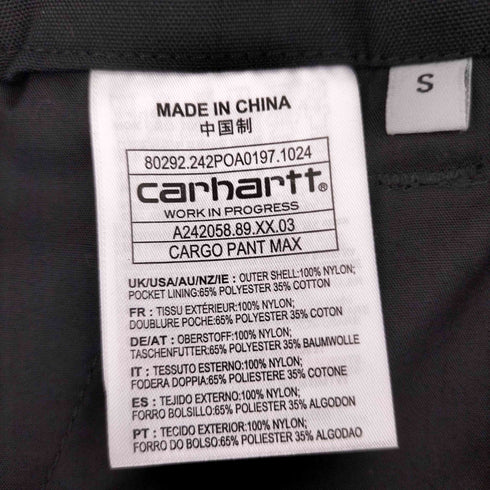 MADE IN CHINA
中国制
80292.242POA0197.1024
carhartt®
WORK IN PROGRESS
A242058.89.XX.03
CARGO PANT MAX
UK/USA/AU/NZ/IE : OUTER SHELL:100% NYLON;
POCKET LINING:65% POLYESTER 35% COTTON
FR : TISSU EXTÉRIEUR:100% NYLON;
DOUBLURE POCHE:65% POLYESTER 35% COTON
DE/AT : OBERSTOFF:100% NYLON;
TASCHENFUTTER:65% POLYESTER 35% BAUMWOLLE
IT : TESSUTO ESTERNO:100% NYLON;
FODERA DOPPIA:65% POLIESTERE 35% COTONE
ES : TEJIDO EXTERNO:100% NYLON;
FORRO BOLSILLO:65% POLYESTER 35% ALGODON
PT : TECIDO EXTERIOR:100% NYLON;
FORRO DO BOLSO:65% POLYESTER 35% ALGODAO
S